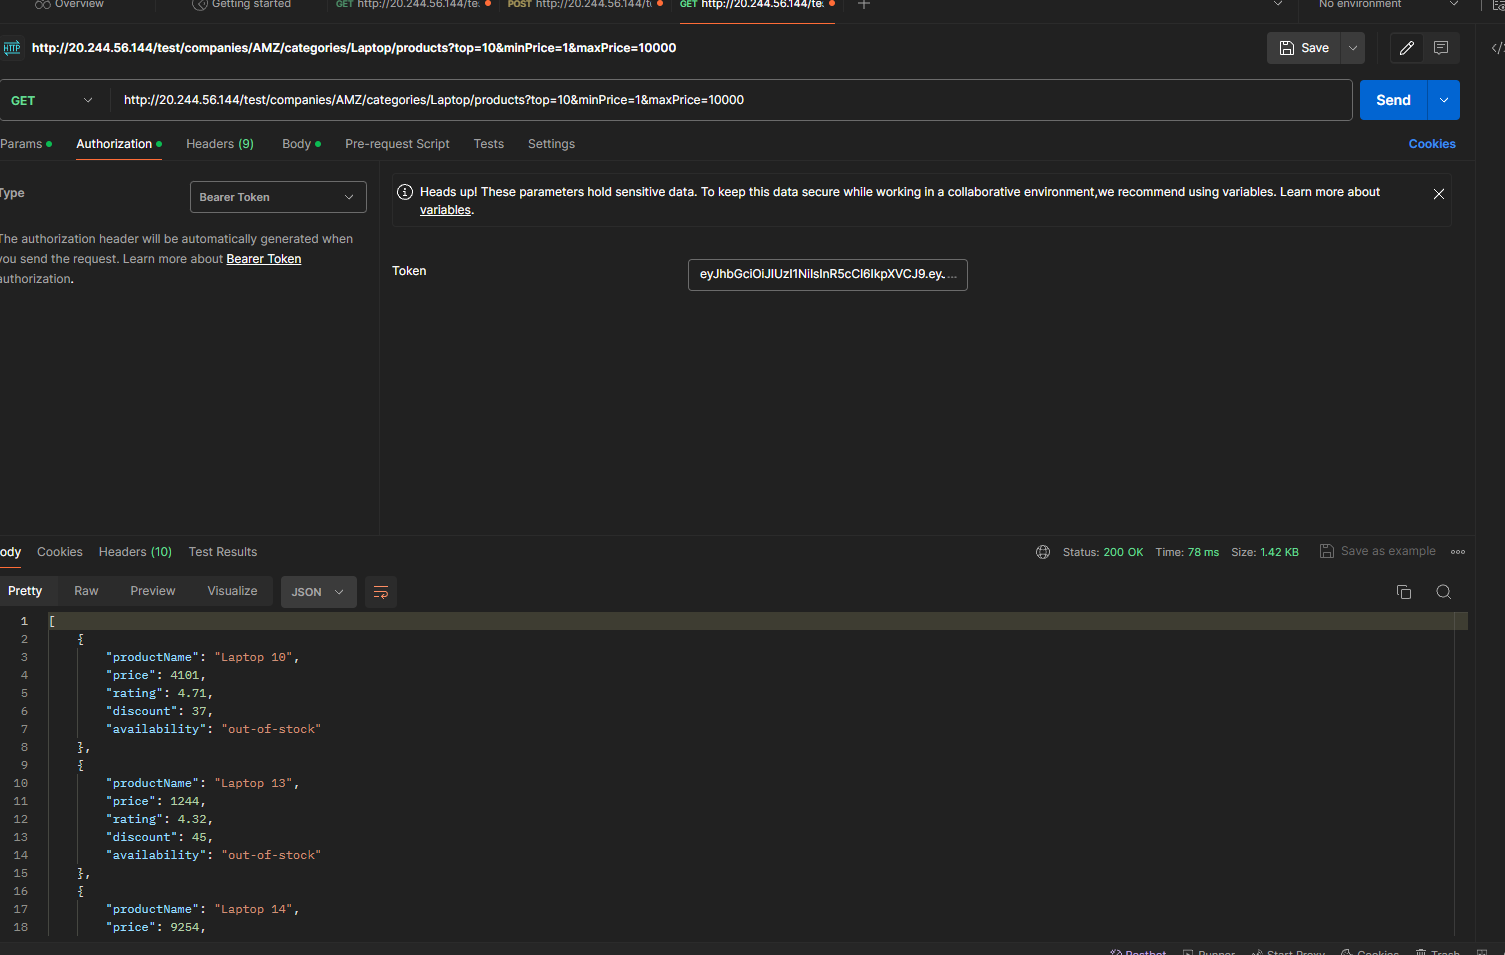 Overview
Getting started
GET http://20.244.56.144/te
POST http://20.244.56.144/t
GET http://20.244.56.144/te
No environment
HTTP http://20.244.56.144/test/companies/AMZ/categories/Laptop/products?top=10&minPrice=1&maxPrice=10000
Save
GET http://20.244.56.144/test/companies/AMZ/categories/Laptop/products?top=10&minPrice=1&maxPrice=10000
Send
Params Authorization Headers (9) Body Pre-request Script Tests Settings Cookies
Type
Bearer Token
The authorization header will be automatically generated when
you send the request. Learn more about Bearer Token
authorization.
Heads up! These parameters hold sensitive data. To keep this data secure while working in a collaborative environment,we recommend using variables. Learn more about
variables.
Token
eyJhbGciOiJIUzI1NiIsInR5cCI6IkpXVCJ9.eyJ...
ody Cookies Headers (10) Test Results Status: 200 OK Time: 78 ms Size: 1.42 KB Save as example
Pretty Raw Preview Visualize JSON
1 [
2 {
3 "productName": "Laptop 10",
4 "price": 4101,
5 "rating": 4.71,
6 "discount": 37,
7 "availability": "out-of-stock"
8 },
9 {
10 "productName": "Laptop 13",
11 "price": 1244,
12 "rating": 4.32,
13 "discount": 45,
14 "availability": "out-of-stock"
15 },
16 {
17 "productName": "Laptop 14",
18 "price": 9254,
Postbot Runner Start Proxy Cookies Trash